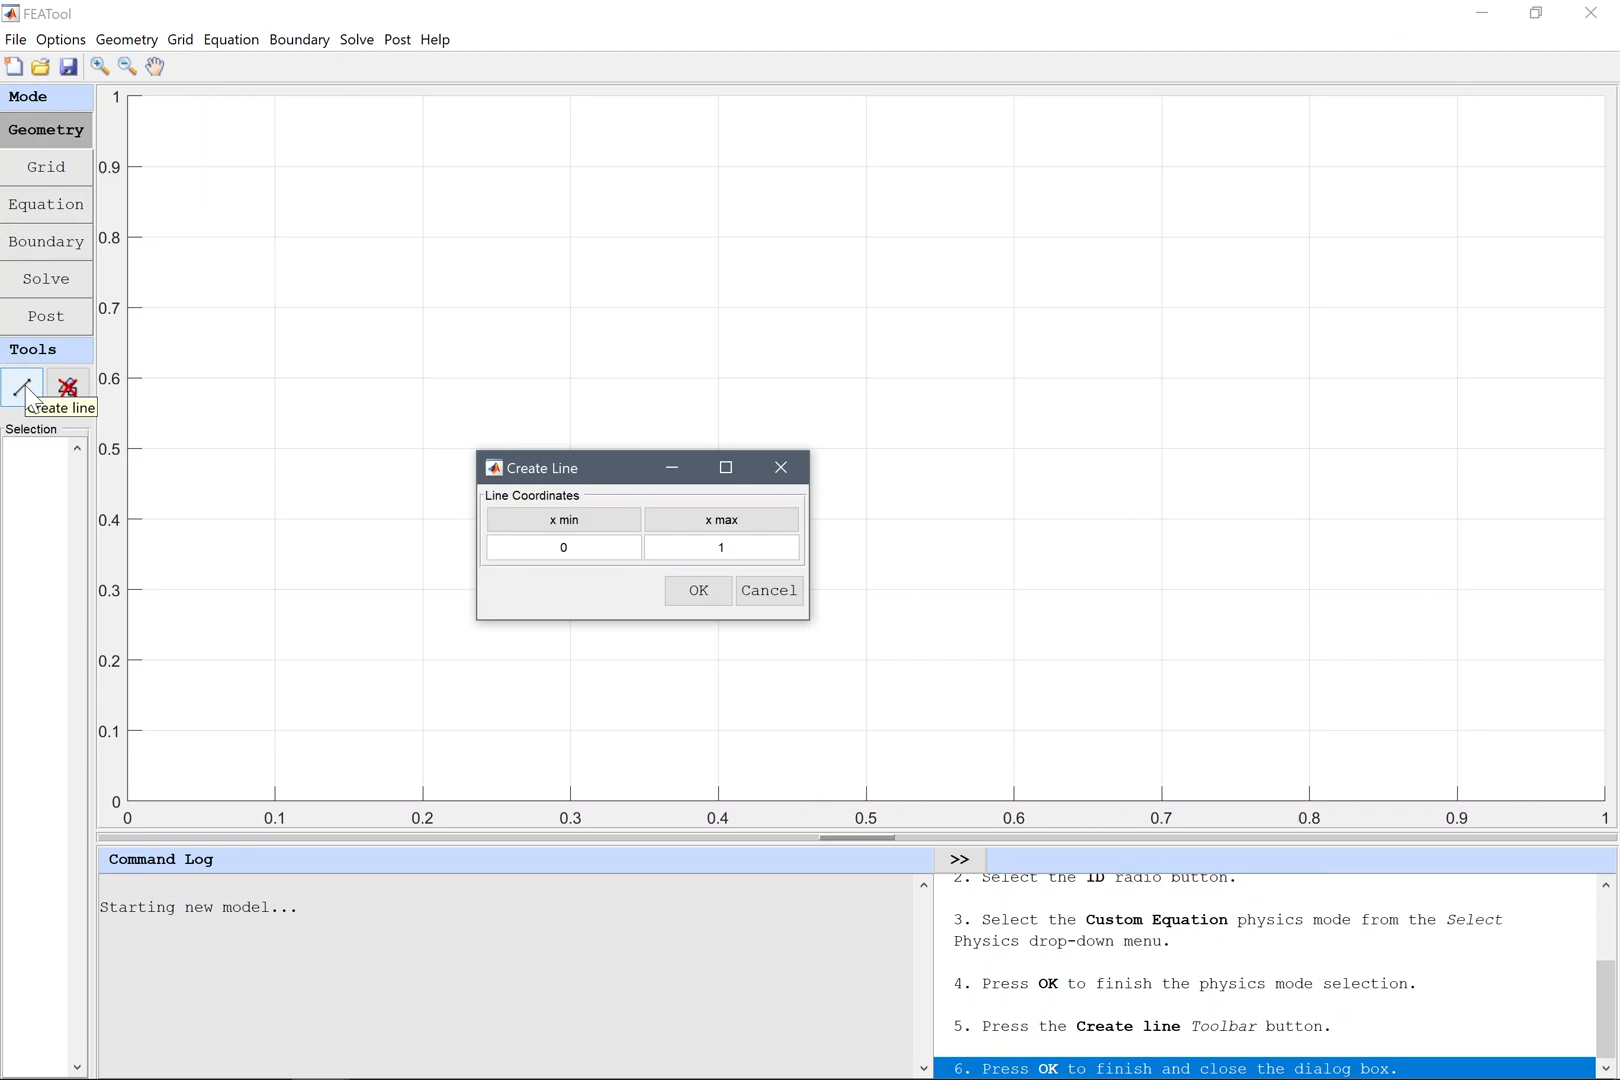 FEATool
File Options Geometry Grid Equation Boundary Solve Post Help
Mode
Geometry
Grid
Equation
Boundary
Solve
Post
Tools
Create line
Selection
1
0.9
0.8
0.7
0.6
0.5
0.4
0.3
0.2
0.1
0
0 0.1 0.2 0.3 0.4 0.5 0.6 0.7 0.8 0.9 1
Create Line
Line Coordinates
x min x max
0 1
OK Cancel
Command Log
Starting new model...
>>
2. Select the 1D radio button.
3. Select the Custom Equation physics mode from the Select
Physics drop-down menu.
4. Press OK to finish the physics mode selection.
5. Press the Create line Toolbar button.
6. Press OK to finish and close the dialog box.